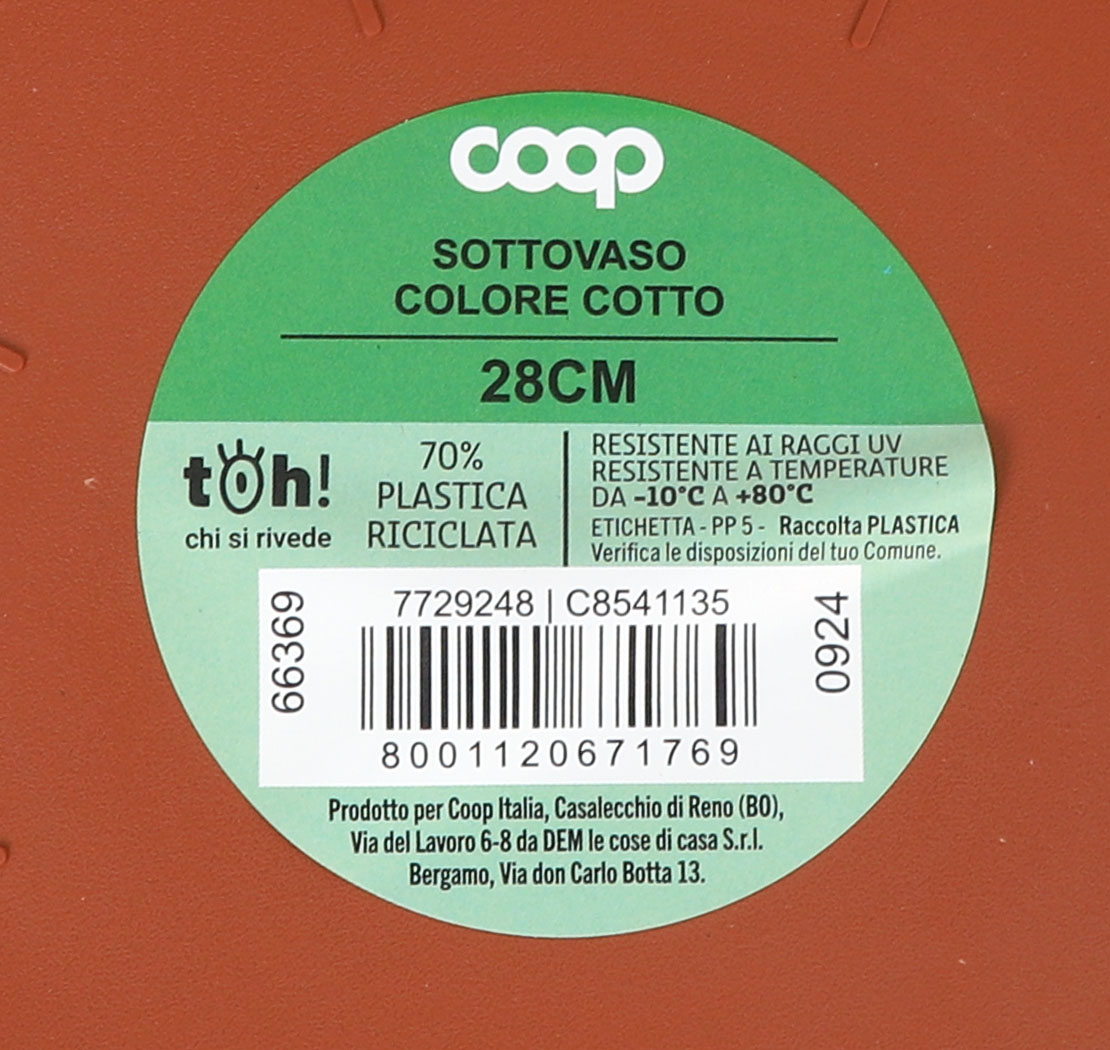 coop
SOTTOVASO
COLORE COTTO
28CM
tOh!
chi si rivede
70%
PLASTICA
RICICLATA
RESISTENTE AI RAGGI UV
RESISTENTE A TEMPERATURE
DA -10°C A +80°C
ETICHETTA - PP 5 - Raccolta PLASTICA
Verifica le disposizioni del tuo Comune.
66369
7729248 | C8541135
0924
8001120671769
Prodotto per Coop Italia, Casalecchio di Reno (BO),
Via del Lavoro 6-8 da DEM le cose di casa S.r.l.
Bergamo, Via don Carlo Botta 13.